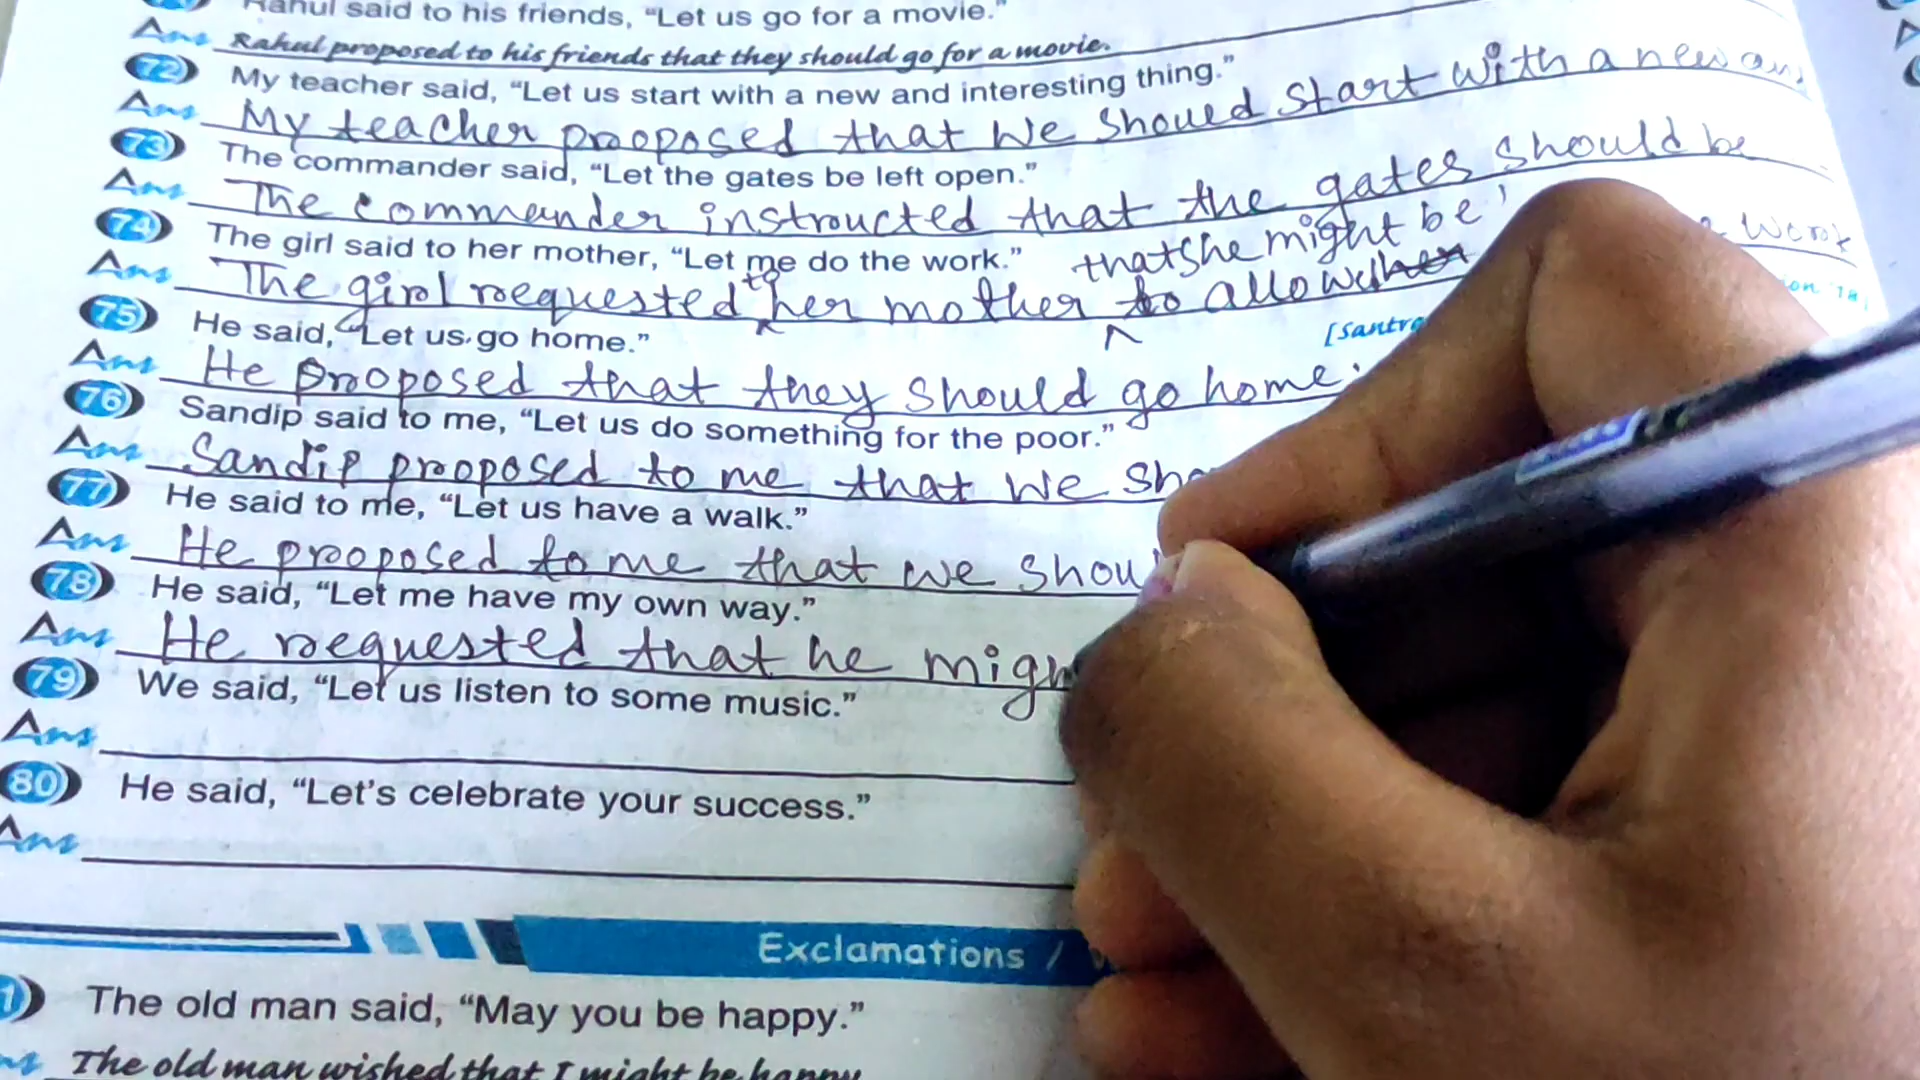 Rahul said to his friends, “Let us go for a movie.”
Ans Rahul proposed to his friends that they should go for a movie.
72 My teacher said, “Let us start with a new and interesting thing.”
Ans My teacher proposed that we should start with a new and
73 The commander said, “Let the gates be left open.”
Ans The commander instructed that the gates should be
74 The girl said to her mother, “Let me do the work.”
that she might be
work
Ans The girl requested to her mother to allowed her
75 He said, “Let us go home.”
Ans He proposed that they should go home.
76 Sandip said to me, “Let us do something for the poor.”
Ans Sandip proposed to me that we
77 He said to me, “Let us have a walk.”
Ans He proposed to me that we
78 He said, “Let me have my own way.”
Ans He requested that he
79 We said, “Let us listen to some music.”
Ans
80 He said, “Let’s celebrate your success.”
Ans
Exclamations /
The old man said, “May you be happy.”
The old man wished that I might be happy